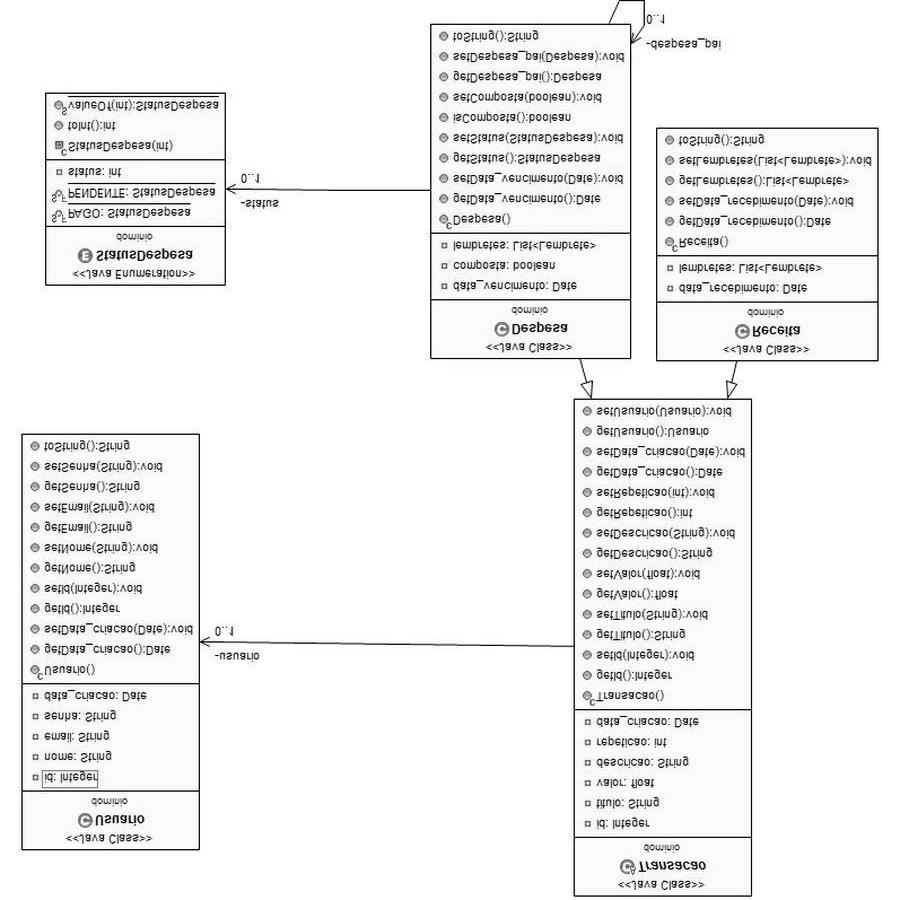 <<Java Class>>
Transacao
dominio
id: Integer
titulo: String
valor: float
descricao: String
repeticao: int
data_criacao: Date
Transacao()
getId():Integer
setId(Integer):void
getTitulo():String
setTitulo(String):void
getValor():float
setValor(float):void
getDescricao():String
setDescricao(String):void
getRepeticao():int
setRepeticao(int):void
getData_criacao():Date
setData_criacao(Date):void
getUsuario():Usuario
setUsuario(Usuario):void
<<Java Class>>
Usuario
dominio
id: Integer
nome: String
email: String
senha: String
data_criacao: Date
Usuario()
getData_criacao():Date
setData_criacao(Date):void
getId():Integer
setId(Integer):void
getNome():String
setNome(String):void
getEmail():String
setEmail(String):void
getSenha():String
setSenha(String):void
toString():String
-usuario
0..1
<<Java Class>>
Receita
dominio
data_recebimento: Date
lembretes: List<Lembrete>
Receita()
getData_recebimento():Date
setData_recebimento(Date):void
getLembretes():List<Lembrete>
setLembretes(List<Lembrete>):void
toString():String
<<Java Class>>
Despesa
dominio
data_vencimento: Date
composta: boolean
lembretes: List<Lembrete>
Despesa()
getData_vencimento():Date
setData_vencimento(Date):void
getStatus():StatusDespesa
setStatus(StatusDespesa):void
isComposta():boolean
setComposta(boolean):void
getDespesa_pai():Despesa
setDespesa_pai(Despesa):void
toString():String
<<Java Enumeration>>
StatusDespesa
dominio
PAGO: StatusDespesa
PENDENTE: StatusDespesa
status: int
StatusDespesa(int)
toInt():int
valueOf(int):StatusDespesa
-status
0..1
-despesa_pai
0..1